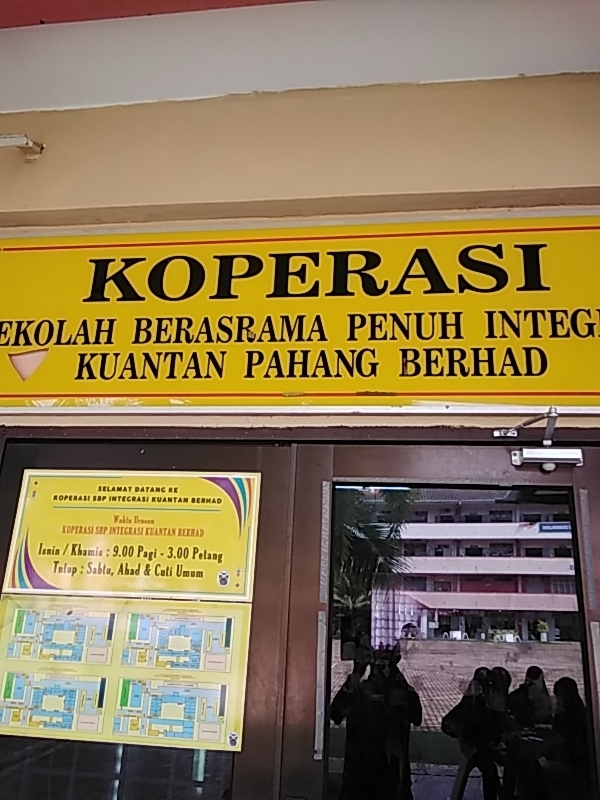 KOPERASI
EKOLAH BERASRAMA PENUH INTEG
KUANTAN PAHANG BERHAD
SELAMAT DATANG KE
KOPERASI SBP INTEGRASI KUANTAN BERHAD
Waktu Urusan
KOPERASI SBP INTEGRASI KUANTAN BERHAD
Isnin / Khamis : 9.00 Pagi - 3.00 Petang
Tutup : Sabtu, Ahad & Cuti Umum